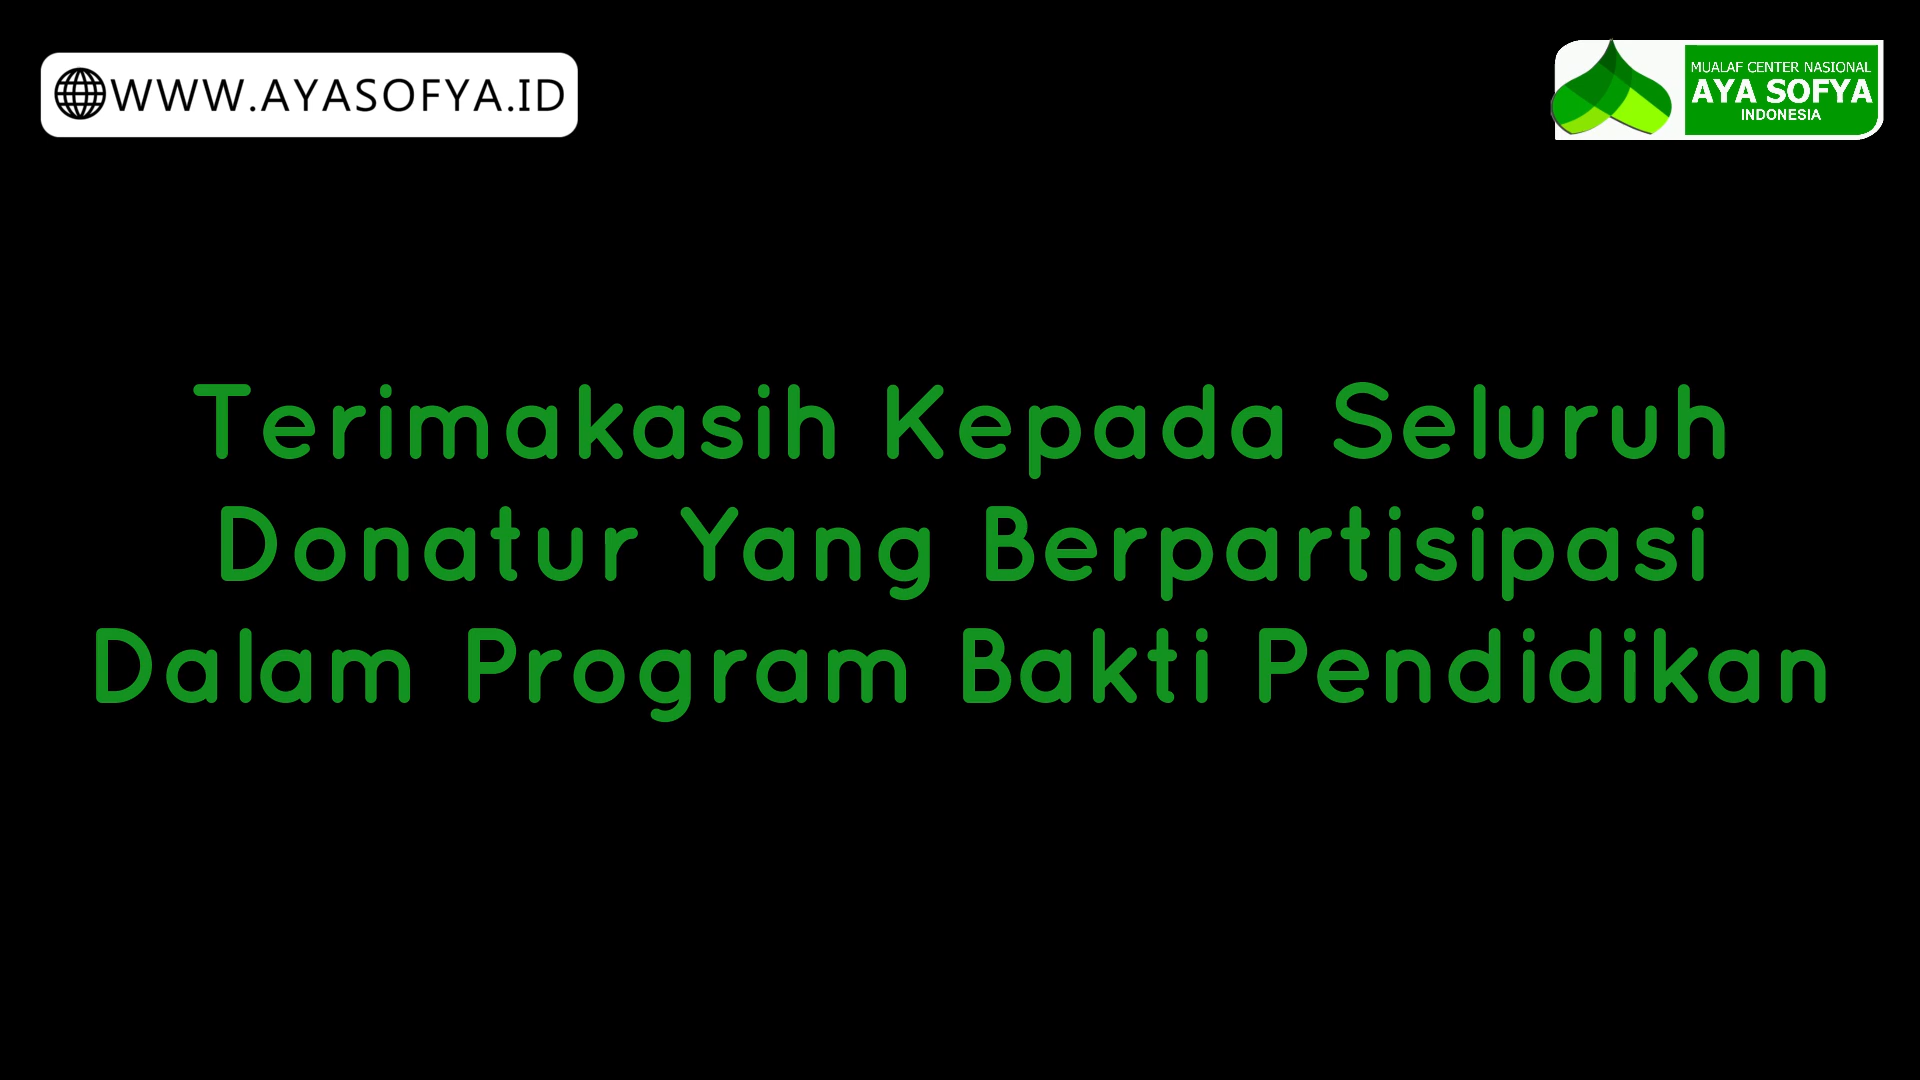 WWW.AYASOFYA.ID
MUALAF CENTER NASIONAL
AYA SOFYA
INDONESIA
Terimakasih Kepada Seluruh
Donatur Yang Berpartisipasi
Dalam Program Bakti Pendidikan